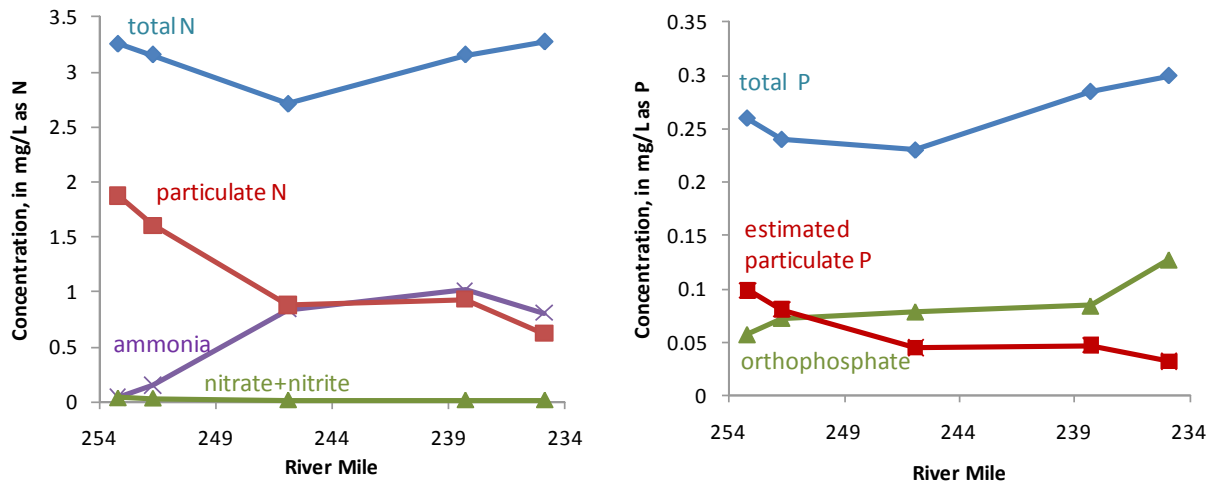 Concentration, in mg/L as N
3.5
3
2.5
2
1.5
1
0.5
0
total N
particulate N
ammonia
nitrate+nitrite
254
249
244
239
234
River Mile
Concentration, in mg/L as P
0.35
0.3
0.25
0.2
0.15
0.1
0.05
0
total P
estimated
particulate P
orthophosphate
254
249
244
239
234
River Mile